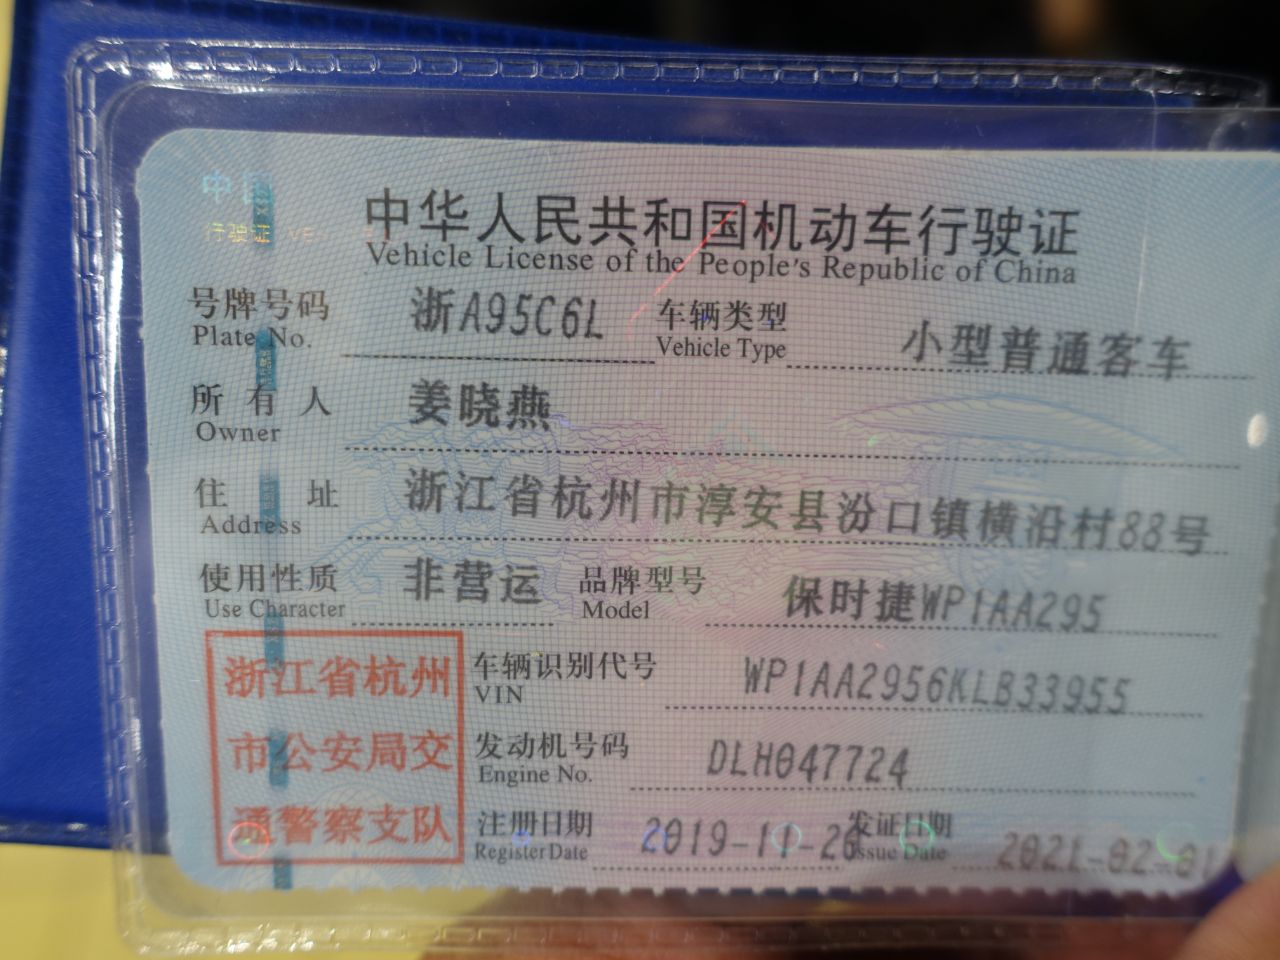 中华人民共和国机动车行驶证
Vehicle License of the People's Republic of China
号牌号码 浙A95C6L 车辆类型 小型普通客车
Plate No. Vehicle Type
所有人 姜晓燕
Owner
住址 浙江省杭州市淳安县汾口镇横沿村88号
Address
使用性质 非营运 品牌型号 保时捷WP1AA295
Use Character Model
浙江省杭州
市公安局交
通警察支队
车辆识别代号 WP1AA2956KLB33955
VIN
发动机号码 DLH047724
Engine No.
注册日期 2019-11-26 发证日期 2021-02-01
Register Date Issue Date
行驶证